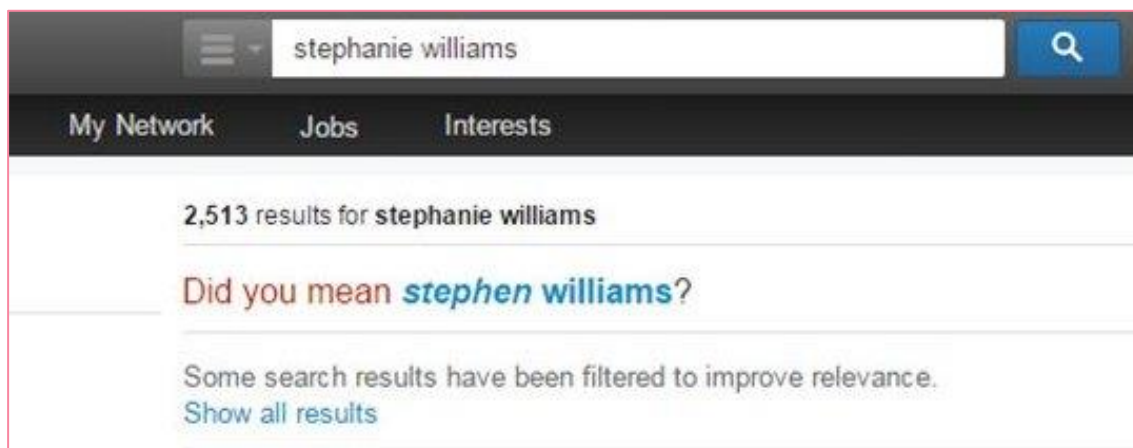 stephanie williams
My Network Jobs Interests
2,513 results for stephanie williams
Did you mean stephen williams?
Some search results have been filtered to improve relevance.
Show all results